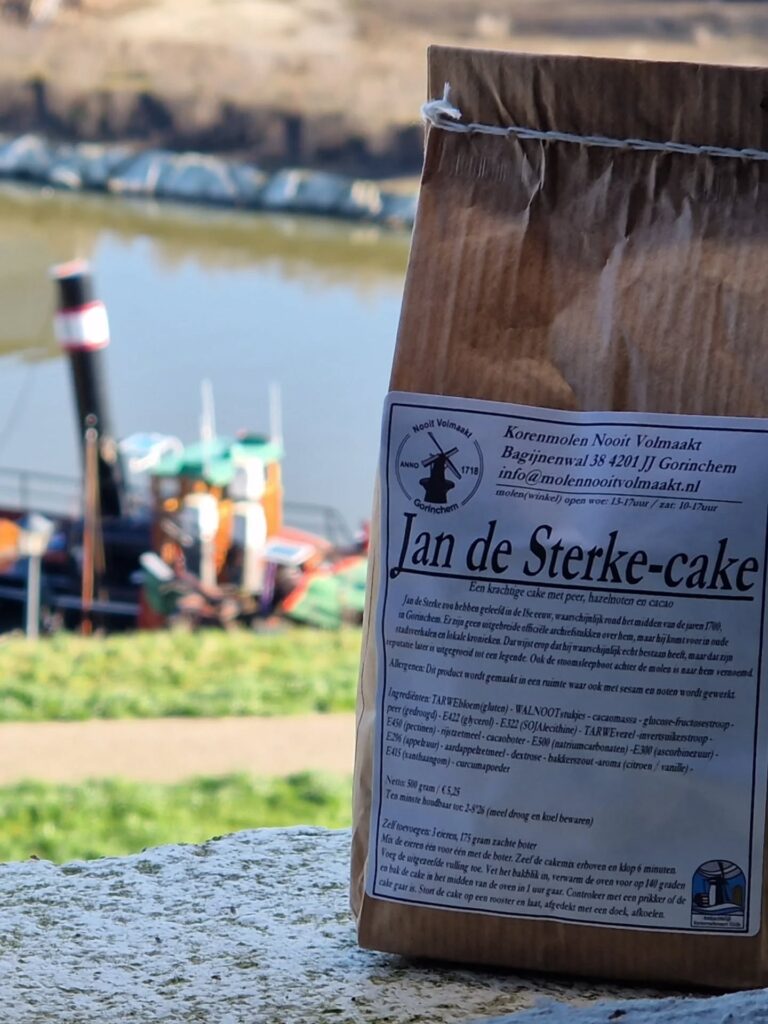 Nooit Volmaakt
ANNO 1718
Gorinchem
Korenmolen Nooit Volmaakt
Bagijnenwal 38 4201 JJ Gorinchem
info@molennooitvolmaakt.nl
molen(winkel) open woe: 13-17uur / zat: 10-17uur
Jan de Sterke-cake
Een krachtige cake met peer, hazelnoten en cacao
Jan de Sterke zou hebben geleefd in de 18e eeuw, waarschijnlijk rond het midden van de jaren 1700,
in Gorinchem. Er zijn geen uitgebreide officiële archiefstukken over hem, maar hij komt voor in oude
stadsverhalen en lokale kronieken. Dat wijst erop dat hij waarschijnlijk echt bestaan heeft, maar dat zijn
reputatie later is uitgegroeid tot een legende. Ook de stoomsleepboot achter de molen is naar hem vernoemd
Allergenen: Dit product wordt gemaakt in een ruimte waar ook met sesam en noten wordt gewerkt.
Ingrediënten: TARWEbloem(gluten) - WALNOOTstukjes - cacaomassa - glucose-fructosestroop -
peer (gedroogd) - E422 (glycerol) - E322 (SOJAlecithine) - TARWEvezel - invertsuikerstroop -
E450 (pectinen) - rijstzetmeel - cacaoboter - E500 (natriumcarbonaten) - E300 (ascorbinezuur) -
E296 (appelzuur) - aardappelzetmeel - dextrose - bakkerszout - aroma (citroen / vanille) -
E415 (xanthaangom) - curcumapoeder
Netto: 500 gram / € 5,25
Ten minste houdbaar tot: 2-8'26 (meel droog en koel bewaren)
Zelf toevoegen: 3 eieren, 175 gram zachte boter
Mix de eieren één voor één met de boter. Zeef de cakemix erboven en klop 6 minuten.
Voeg de uitgezeefde vulling toe. Vet het bakblik in, verwarm de oven voor op 140 graden
en bak de cake in het midden van de oven in 1 uur gaar. Controleer met een prikker of de
cake gaar is. Stort de cake op een rooster en laat, afgedekt met een doek, afkoelen.